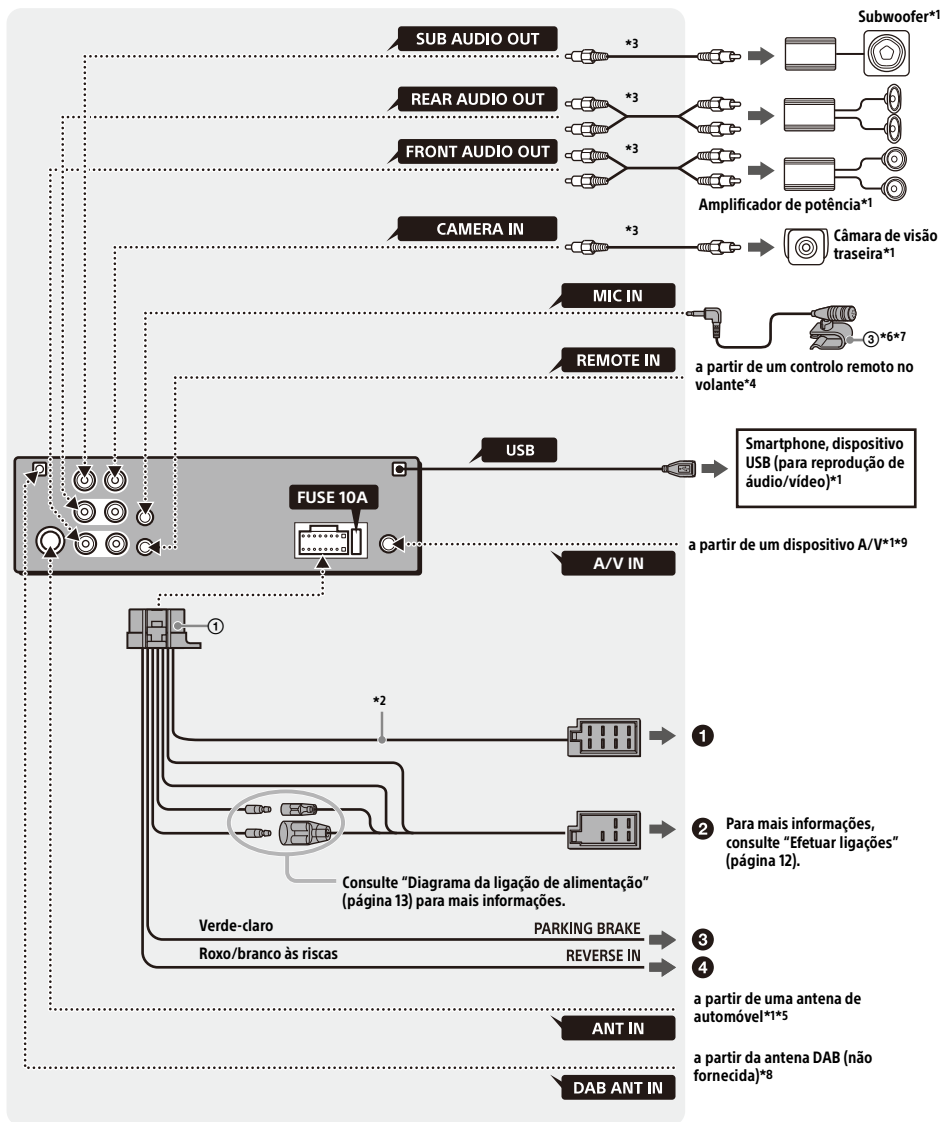 Subwoofer*1
SUB AUDIO OUT
*3
REAR AUDIO OUT
*3
FRONT AUDIO OUT
*3
Amplificador de potência*1
CAMERA IN
*3
Câmara de visão
traseira*1
MIC IN
③*6*7
REMOTE IN
a partir de um controlo remoto no
volante*4
USB
Smartphone, dispositivo
USB (para reprodução de
áudio/vídeo)*1
FUSE 10A
a partir de um dispositivo A/V*1*9
A/V IN
①
*2
❶
❷
Para mais informações,
consulte “Efetuar ligações”
(página 12).
Consulte “Diagrama da ligação de alimentação”
(página 13) para mais informações.
Verde-claro
PARKING BRAKE
❸
Roxo/branco às riscas
REVERSE IN
❹
a partir de uma antena de
automóvel*1*5
ANT IN
a partir da antena DAB (não
fornecida)*8
DAB ANT IN